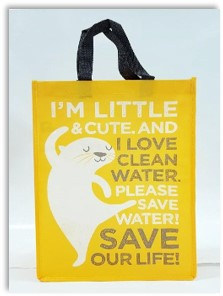 I'M LITTLE
& CUTE. AND
I LOVE
CLEAN
WATER.
PLEASE
SAVE
WATER!
SAVE
OUR LIFE!